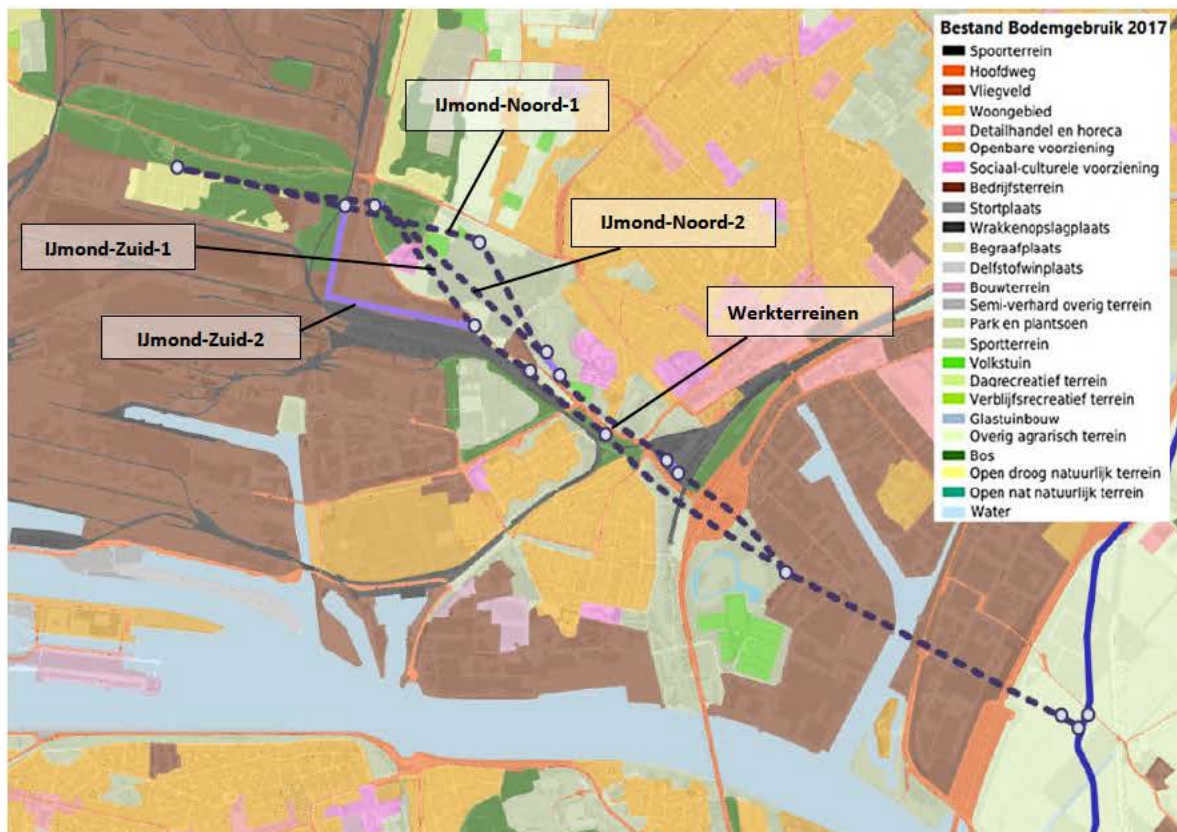 IJmond-Noord-1
IJmond-Noord-2
IJmond-Zuid-1
IJmond-Zuid-2
Werkterreinen
Bestand Bodemgebruik 2017
Spoorterrein
Hoofdweg
Vliegveld
Woongebied
Detailhandel en horeca
Openbare voorziening
Sociaal-culturele voorziening
Bedrijfsterrein
Stortplaats
Wrakkenopslagplaats
Begraafplaats
Delfstofwinplaats
Bouwterrein
Semi-verhard overig terrein
Park en plantsoen
Sportterrein
Volkstuin
Dagrecreatief terrein
Verblijfsrecreatief terrein
Glastuinbouw
Overig agrarisch terrein
Bos
Open droog natuurlijk terrein
Open nat natuurlijk terrein
Water